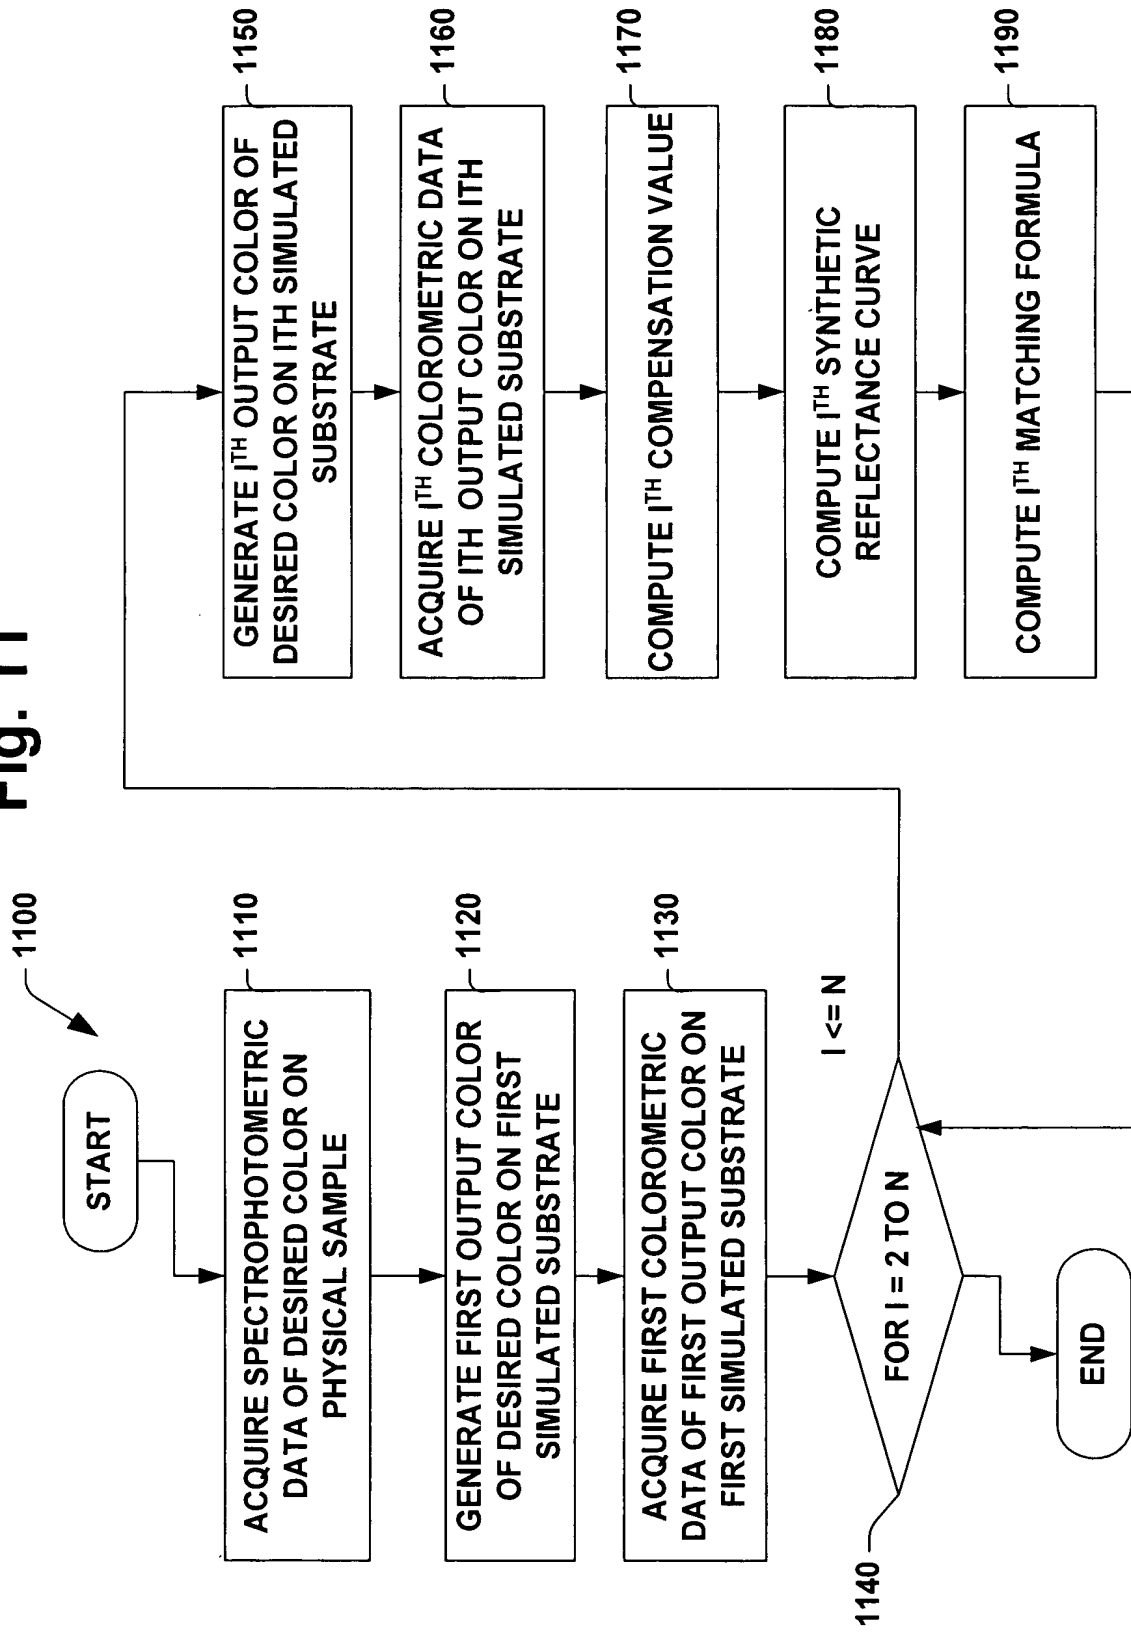 Fig. 11
1100
START
ACQUIRE SPECTROPHOTOMETRIC
DATA OF DESIRED COLOR ON
PHYSICAL SAMPLE
1110
GENERATE FIRST OUTPUT COLOR
OF DESIRED COLOR ON FIRST
SIMULATED SUBSTRATE
1120
ACQUIRE FIRST COLOROMETRIC
DATA OF FIRST OUTPUT COLOR ON
FIRST SIMULATED SUBSTRATE
1130
I <= N
FOR I = 2 TO N
1140
END
GENERATE ITH OUTPUT COLOR OF
DESIRED COLOR ON ITH SIMULATED
SUBSTRATE
1150
ACQUIRE ITH COLOROMETRIC DATA
OF ITH OUTPUT COLOR ON ITH
SIMULATED SUBSTRATE
1160
COMPUTE ITH COMPENSATION VALUE
1170
COMPUTE ITH SYNTHETIC
REFLECTANCE CURVE
1180
COMPUTE ITH MATCHING FORMULA
1190